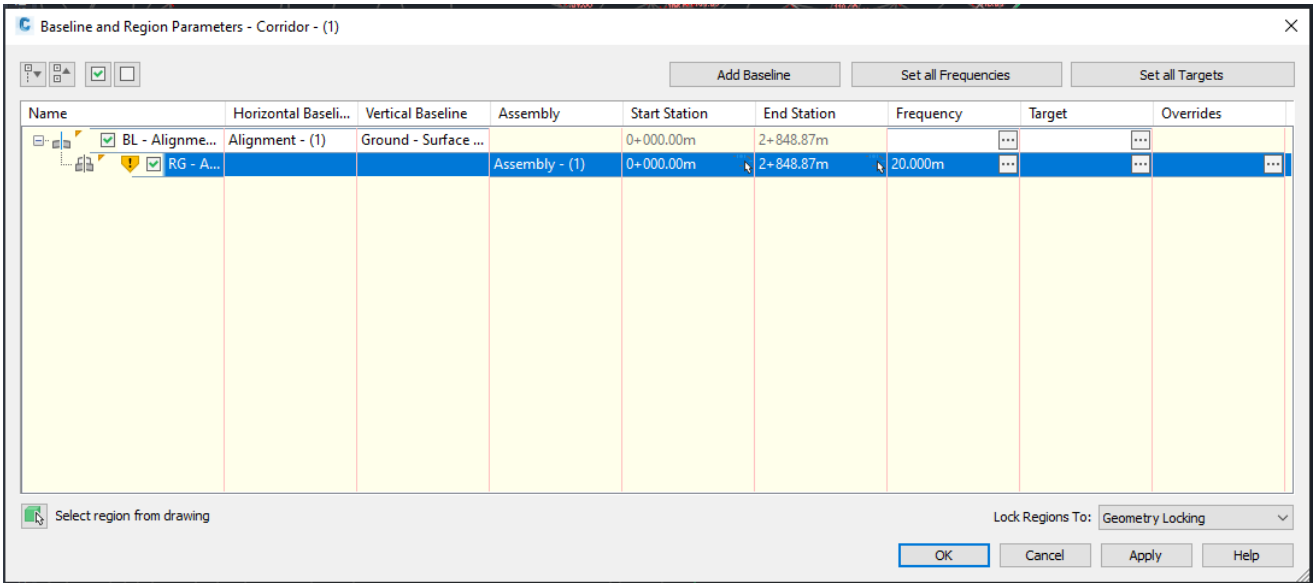 Baseline and Region Parameters - Corridor - (1)
Add Baseline Set all Frequencies Set all Targets
Name Horizontal Baseli... Vertical Baseline Assembly Start Station End Station Frequency Target Overrides
BL - Alignme... Alignment - (1) Ground - Surface ... 0+000.00m 2+848.87m
RG - A... Assembly - (1) 0+000.00m 2+848.87m 20.000m
Select region from drawing
Lock Regions To: Geometry Locking
OK Cancel Apply Help